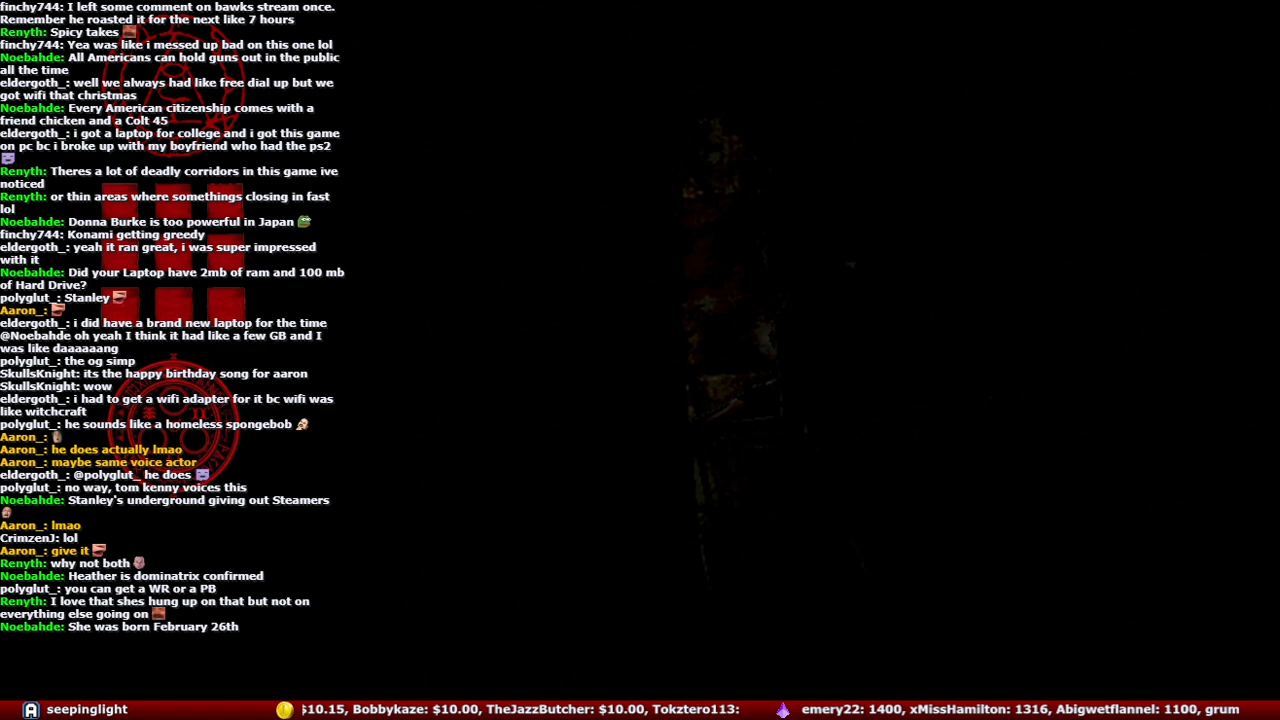 finchy744: I left some comment on bawks stream once.
Remember he roasted it for the next like 7 hours
Renyth: Spicy takes
finchy744: Yea was like i messed up bad on this one lol
Noebahde: All Americans can hold guns out in the public
all the time
eldergoth_: well we always had like free dial up but we
got wifi that christmas
Noebahde: Every American citizenship comes with a
friend chicken and a Colt 45
eldergoth_: i got a laptop for college and i got this game
on pc bc i broke up with my boyfriend who had the ps2
Renyth: Theres a lot of deadly corridors in this game ive
noticed
Renyth: or thin areas where somethings closing in fast
lol
Noebahde: Donna Burke is too powerful in Japan
finchy744: Konami getting greedy
eldergoth_: yeah it ran great, i was super impressed
with it
Noebahde: Did your Laptop have 2mb of ram and 100 mb
of Hard Drive?
polyglut_: Stanley
Aaron_:
eldergoth_: i did have a brand new laptop for the time
@Noebahde oh yeah I think it had like a few GB and I
was like daaaaaang
polyglut_: the og simp
SkullsKnight: its the happy birthday song for aaron
SkullsKnight: wow
eldergoth_: i had to get a wifi adapter for it bc wifi was
like witchcraft
polyglut_: he sounds like a homeless spongebob
Aaron_:
Aaron_: he does actually lmao
Aaron_: maybe same voice actor
eldergoth_: @polyglut_ he does
polyglut_: no way, tom kenny voices this
Noebahde: Stanley's underground giving out Steamers
Aaron_: lmao
CrimzenJ: lol
Aaron_: give it
Renyth: why not both
Noebahde: Heather is dominatrix confirmed
polyglut_: you can get a WR or a PB
Renyth: I love that shes hung up on that but not on
everything else going on
Noebahde: She was born February 26th
seepinglight
$10.15, Bobbykaze: $10.00, TheJazzButcher: $10.00, Tokztero713:
emery22: 1400, xMissHamilton: 1316, Abigwetflannel: 1100, grum